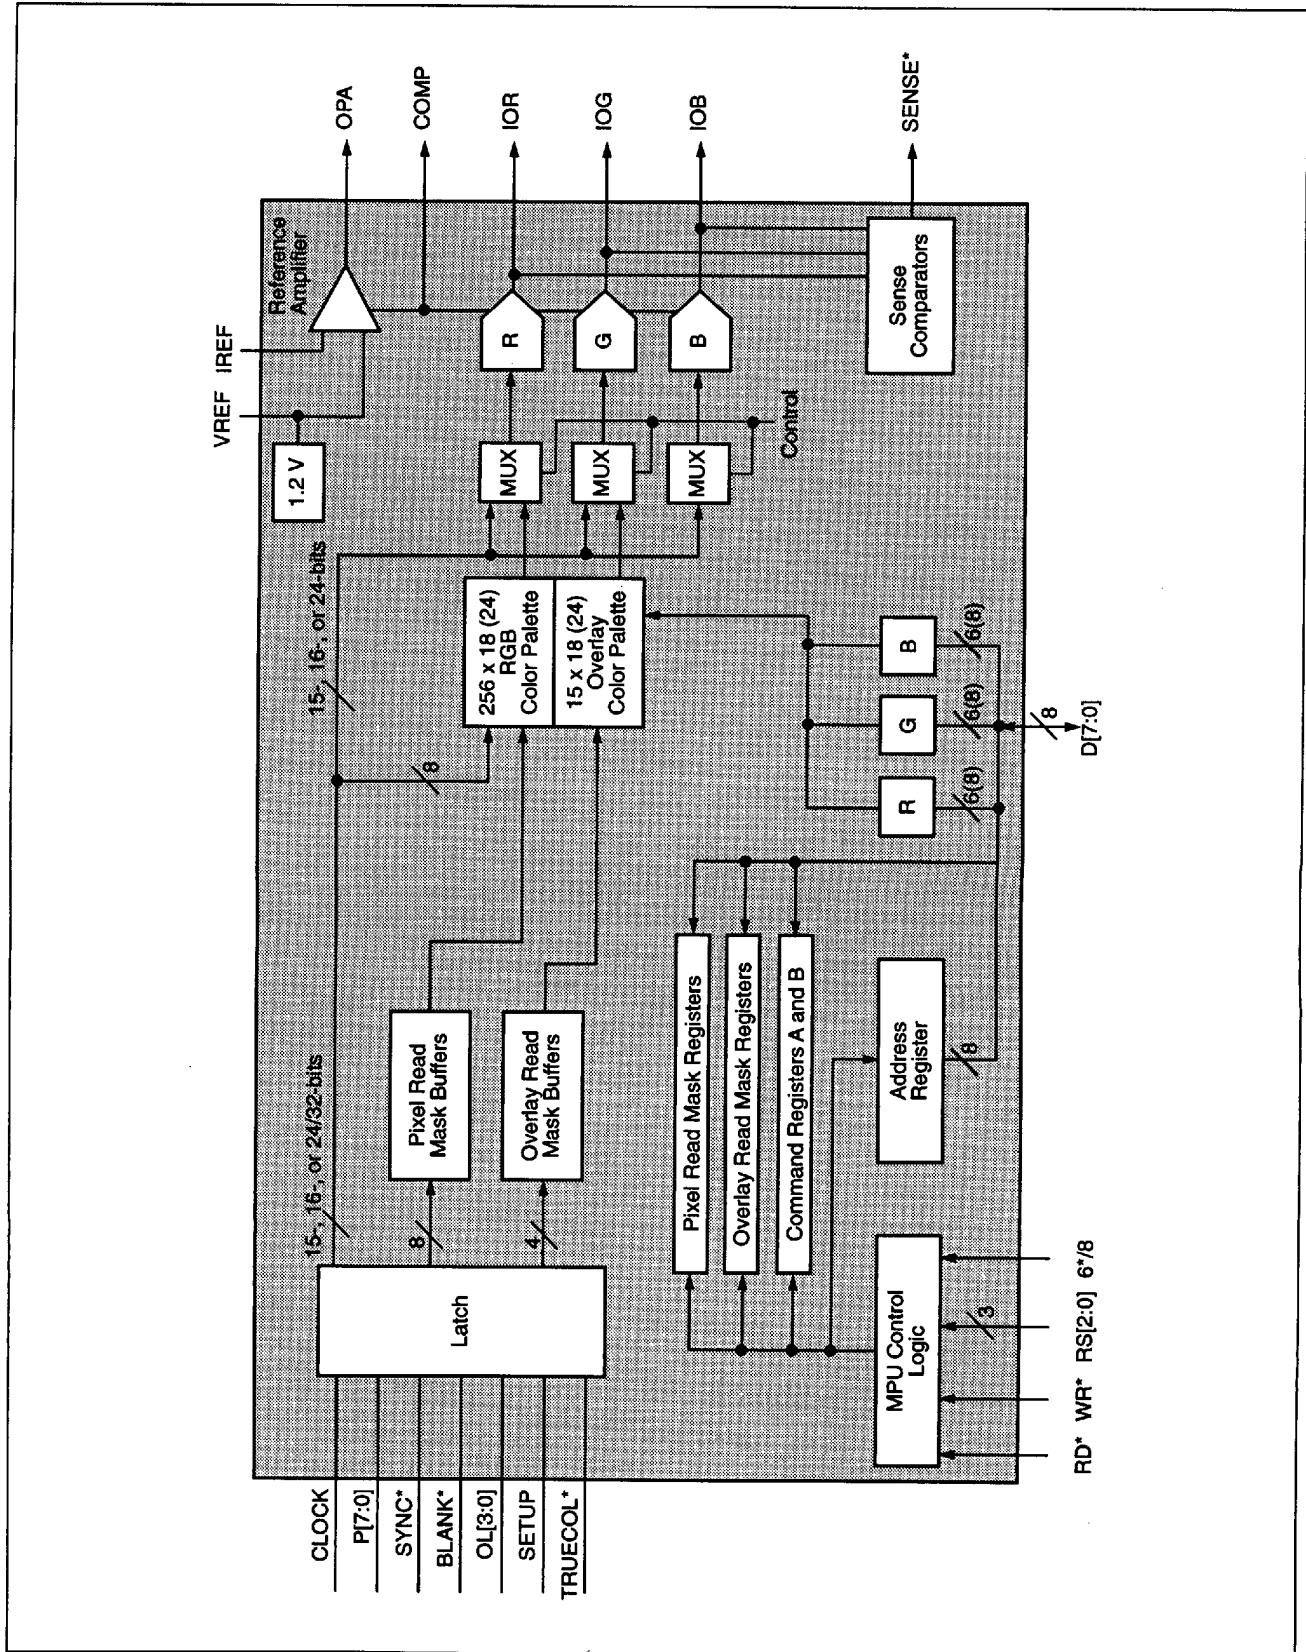 CLOCK
P[7:0]
SYNC*
BLANK*
OL[3:0]
SETUP
TRUECOL*
Latch
15-, 16-, or 24/32-bits
8
4
Pixel Read
Mask Buffers
Overlay Read
Mask Buffers
15-, 16-, or 24-bits
8
256 x 18 (24)
RGB
Color Palette
15 x 18 (24)
Overlay
Color Palette
1.2 V
VREF
IREF
Reference
Amplifier
MUX
MUX
MUX
Control
R
G
B
OPA
COMP
IOR
IOG
IOB
SENSE*
Sense
Comparators
Pixel Read Mask Registers
Overlay Read Mask Registers
Command Registers A and B
MPU Control
Logic
Address
Register
8
R
G
B
6(8)
6(8)
6(8)
8
D[7:0]
3
RD*
WR*
RS[2:0]
6*/8